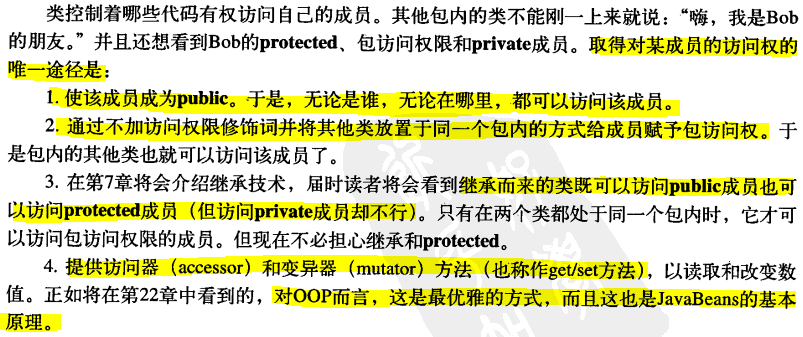 类控制着哪些代码有权访问自己的成员。其他包内的类不能刚一上来就说：“嗨，我是Bob
的朋友。”并且还想看到Bob的protected、包访问权限和private成员。取得对某成员的访问权的
唯一途径是：
1. 使该成员成为public。于是，无论是谁，无论在哪里，都可以访问该成员。
2. 通过不加访问权限修饰词并将其他类放置于同一个包内的方式给成员赋予包访问权。于
是包内的其他类也就可以访问该成员了。
3. 在第7章将会介绍继承技术，届时读者将会看到继承而来的类既可以访问public成员也可
以访问protected成员（但访问private成员却不行）。只有在两个类都处于同一个包内时，它才可
以访问包访问权限的成员。但现在不必担心继承和protected。
4. 提供访问器（accessor）和变异器（mutator）方法（也称作get/set方法），以读取和改变数
值。正如将在第22章中看到的，对OOP而言，这是最优雅的方式，而且这也是JavaBeans的基本
原理。